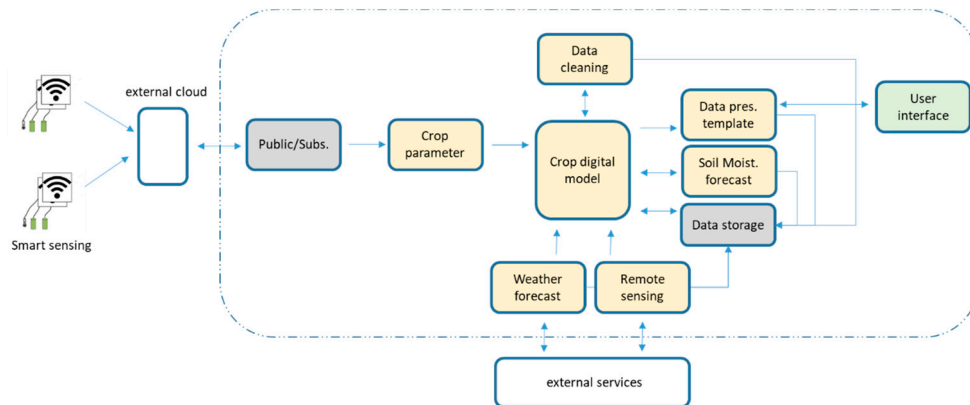 Data
cleaning
external cloud
Data pres.
template
User
interface
Public/Subs.
Crop
parameter
Crop digital
model
Soil Moist.
forecast
Data storage
Smart sensing
Weather
forecast
Remote
sensing
external services